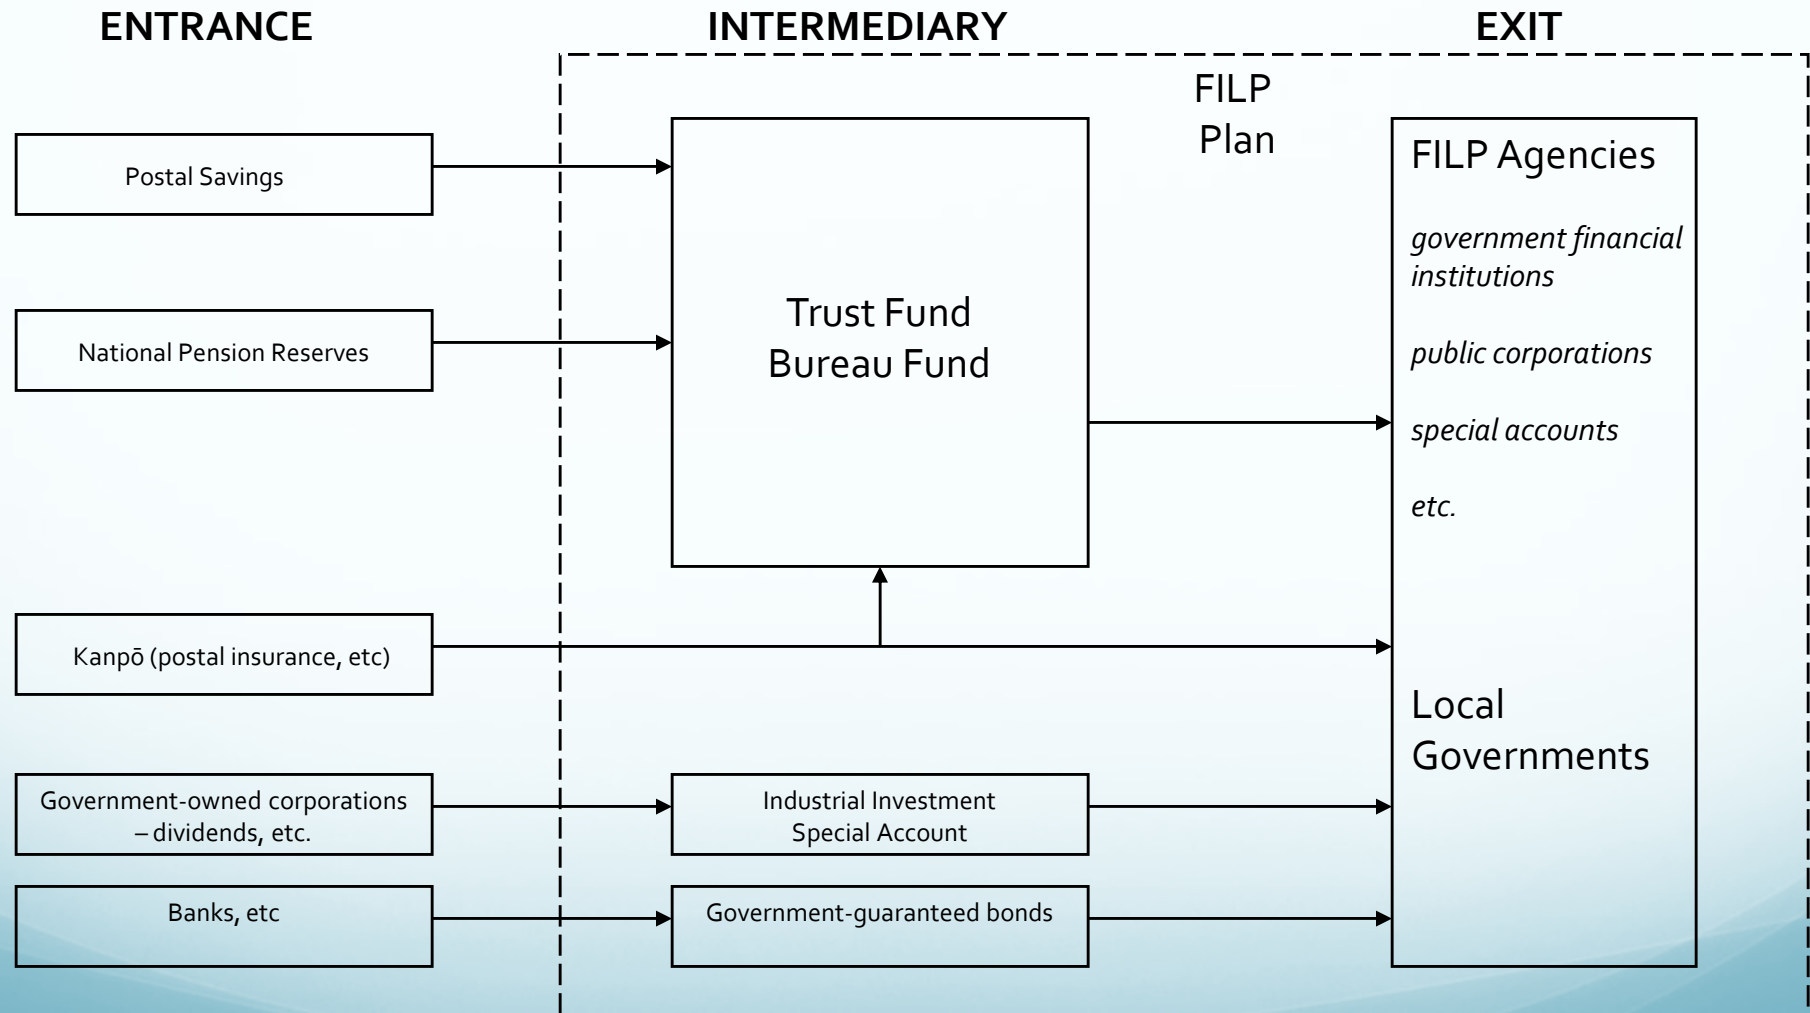 ENTRANCE
INTERMEDIARY
EXIT
FILP
Plan
Postal Savings
National Pension Reserves
Kanpō (postal insurance, etc)
Government-owned corporations
– dividends, etc.
Banks, etc
Trust Fund
Bureau Fund
Industrial Investment
Special Account
Government-guaranteed bonds
FILP Agencies
government financial
institutions
public corporations
special accounts
etc.
Local
Governments